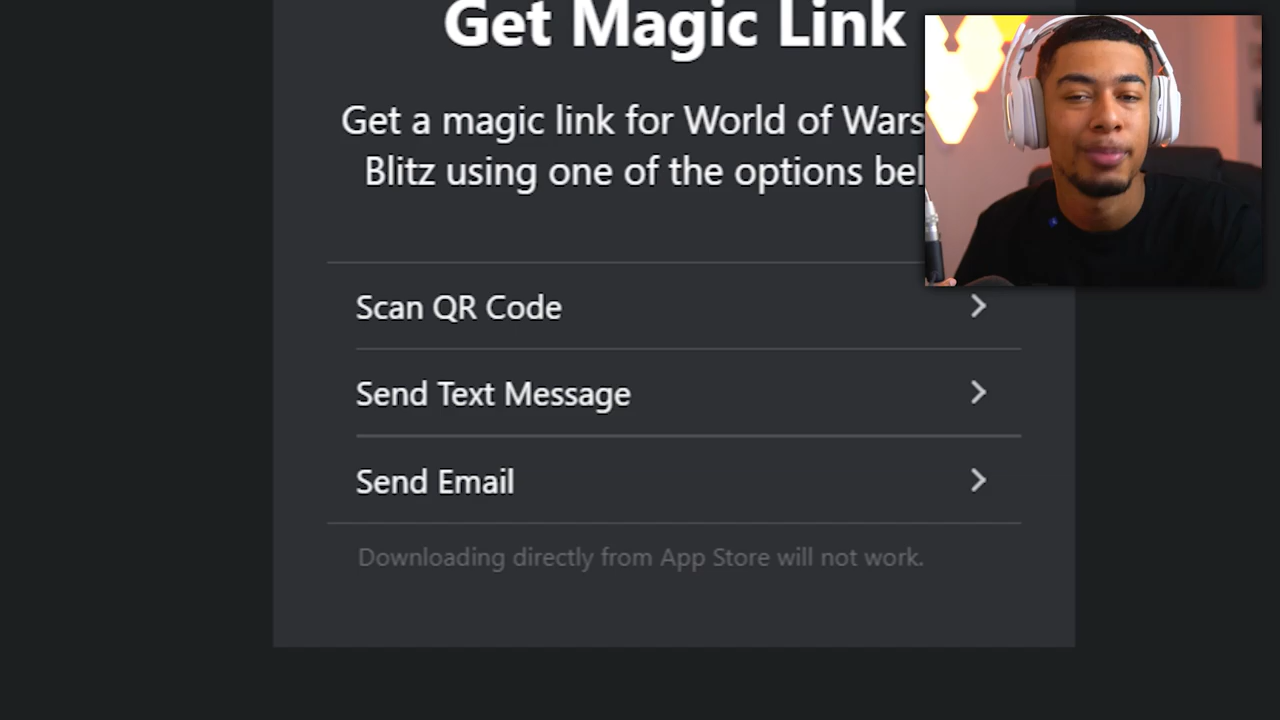 Get Magic Link
Get a magic link for World of Wars
Blitz using one of the options bel
Scan QR Code
Send Text Message
Send Email
Downloading directly from App Store will not work.